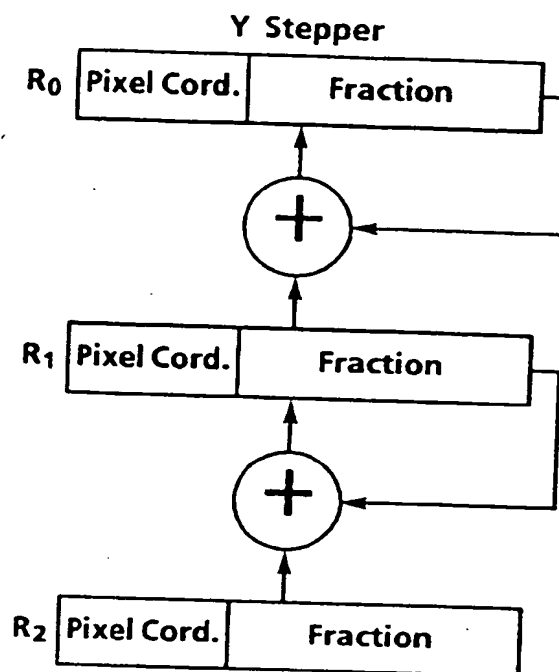 Y Stepper
R0 Pixel Cord. Fraction
+
R1 Pixel Cord. Fraction
+
R2 Pixel Cord. Fraction